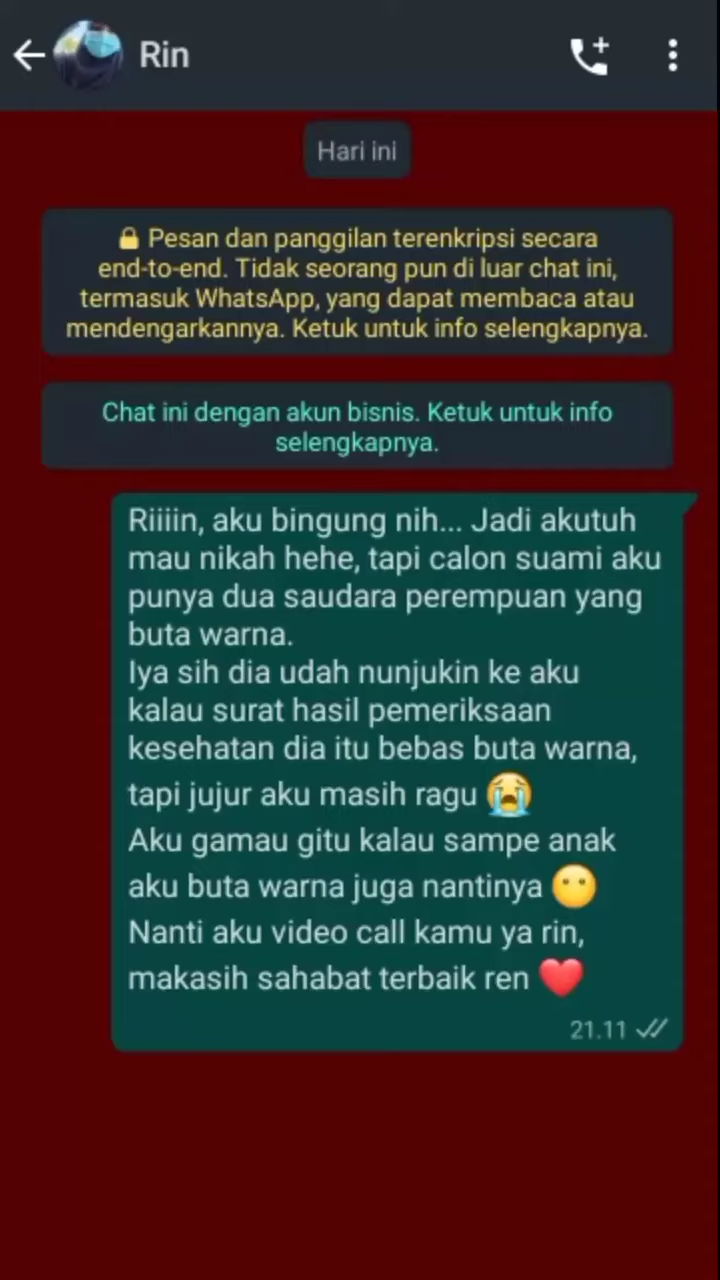 Rin
Hari ini
🔒 Pesan dan panggilan terenkripsi secara
end-to-end. Tidak seorang pun di luar chat ini,
termasuk WhatsApp, yang dapat membaca atau
mendengarkannya. Ketuk untuk info selengkapnya.
Chat ini dengan akun bisnis. Ketuk untuk info
selengkapnya.
Riiiin, aku bingung nih... Jadi akutuh
mau nikah hehe, tapi calon suami aku
punya dua saudara perempuan yang
buta warna.
Iya sih dia udah nunjukin ke aku
kalau surat hasil pemeriksaan
kesehatan dia itu bebas buta warna,
tapi jujur aku masih ragu 😭
Aku gamau gitu kalau sampe anak
aku buta warna juga nantinya 😶
Nanti aku video call kamu ya rin,
makasih sahabat terbaik ren ❤️
21.11